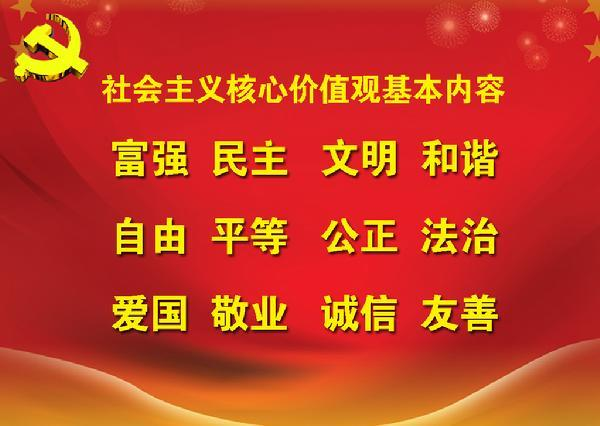 社会主义核心价值观基本内容
富强 民主 文明 和谐
自由 平等 公正 法治
爱国 敬业 诚信 友善